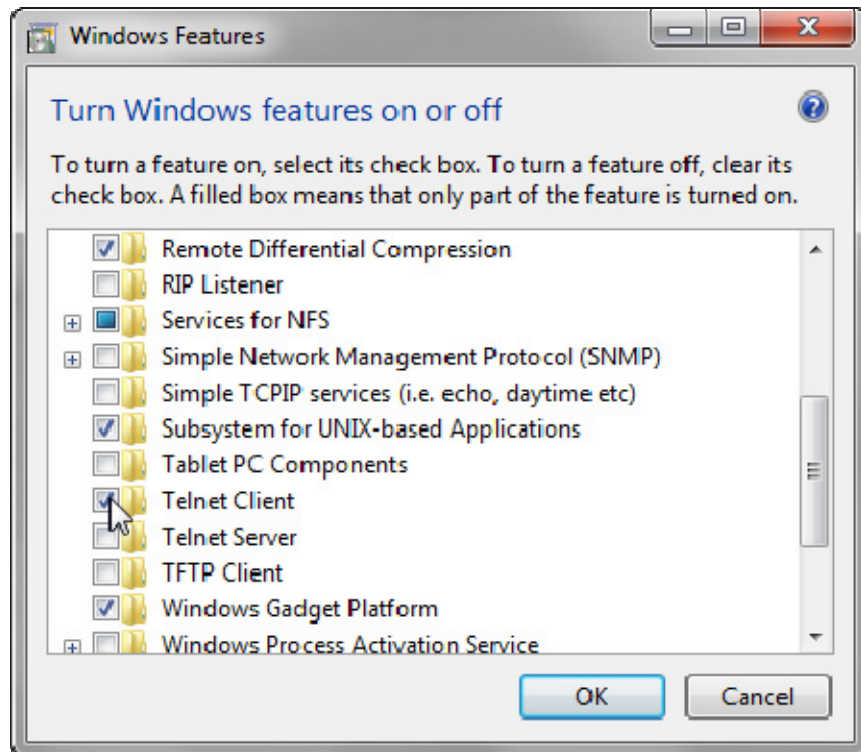 Windows Features
Turn Windows features on or off
To turn a feature on, select its check box. To turn a feature off, clear its
check box. A filled box means that only part of the feature is turned on.
Remote Differential Compression
RIP Listener
Services for NFS
Simple Network Management Protocol (SNMP)
Simple TCPIP services (i.e. echo, daytime etc)
Subsystem for UNIX-based Applications
Tablet PC Components
Telnet Client
Telnet Server
TFTP Client
Windows Gadget Platform
Windows Process Activation Service
OK Cancel